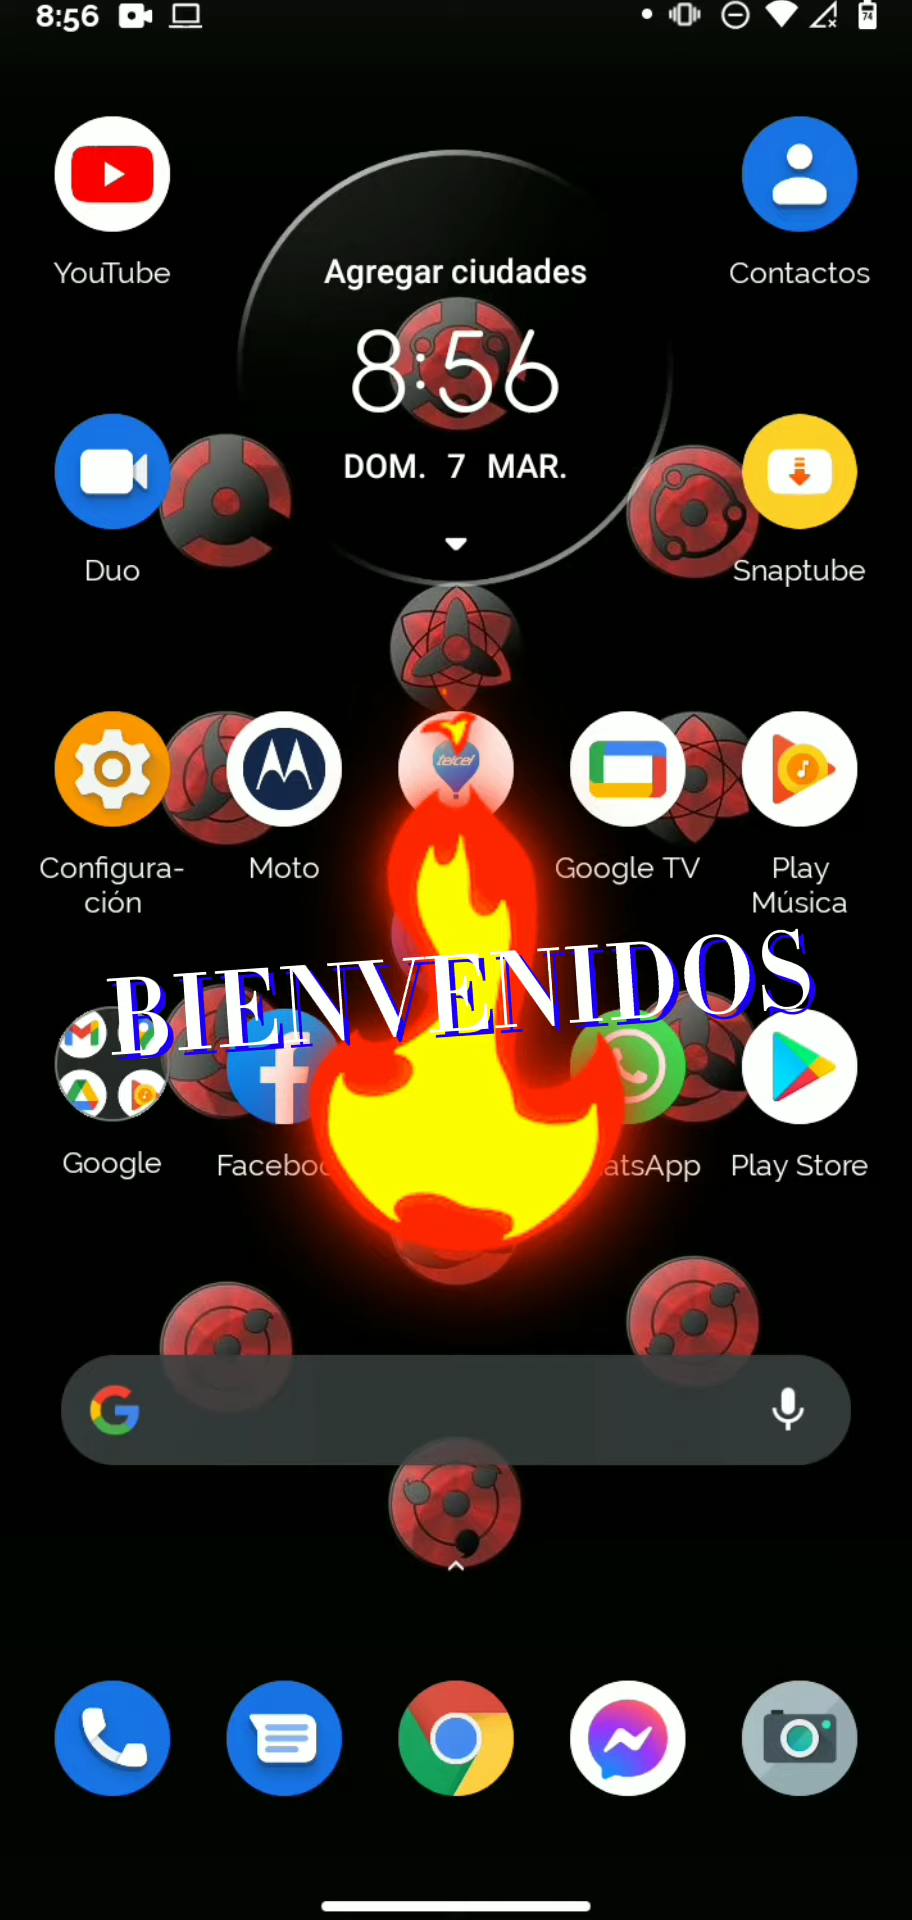 8:56
74
YouTube
Contactos
Agregar ciudades
8:56
DOM. 7 MAR.
Duo
Snaptube
telcel
Configura-
ción
Moto
Google TV
Play
Música
BIENVENIDOS
Google
Facebo
atsApp
Play Store